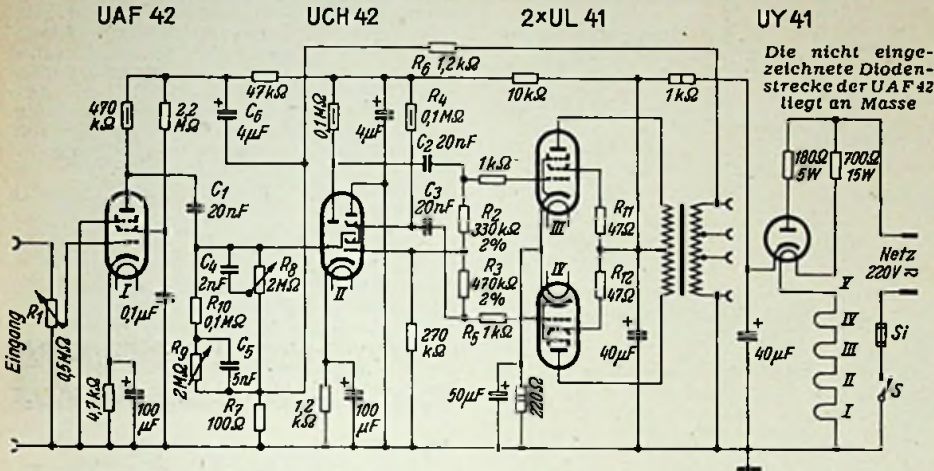 UAF 42
UCH 42
2×UL 41
UY 41
Die nicht einge-
zeichnete Dioden-
strecke der UAF 42
liegt an Masse
R6 1,2kΩ
47kΩ
10kΩ
1kΩ
470
kΩ
2,2
MΩ
C6
4µF
0,1MΩ
4µF
R4
0,1MΩ
C2 20nF
1kΩ
180Ω
5W
700Ω
15W
C1
20nF
C3
20nF
R2
330kΩ
2%
III
R11
47Ω
I
C4
2nF
R8
2MΩ
II
R3
470kΩ
2%
IV
R12
47Ω
Netz
220V
V
Eingang
R1
0,5MΩ
0,1µF
R10
0,1MΩ
R9
2MΩ
C5
5nF
270
kΩ
R5 1kΩ
40µF
40µF
IV
III
II
I
Si
S
4,7kΩ
100
µF
R7
100Ω
1,2
kΩ
100
µF
50µF
220Ω